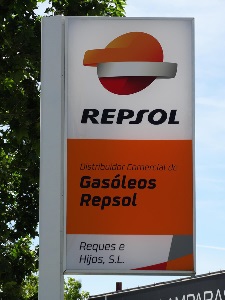 REPSOL
Distribuidor Comercial de
Gasóleos
Repsol
Reques e
Hijos, S.L.